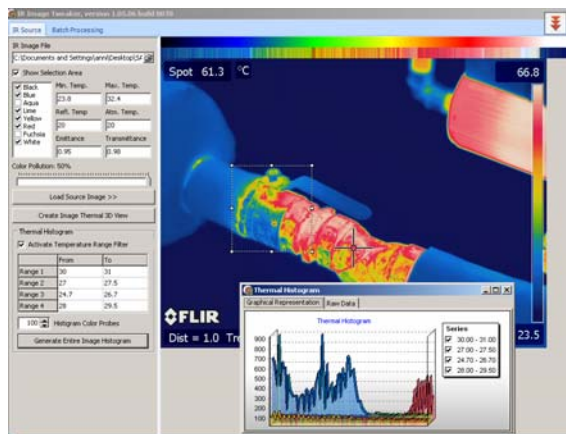 IR Image Tweaker, version 1.05.06 build
IR Source Batch Processing
IR Image File
Show Selection Area
Black
Blue
Aqua
Lime
Yellow
Red
Fuchsia
White
Min. Temp. Max. Temp.
23.8 32.4
Refl. Temp Atm. Temp.
20 20
Emittance Transmittance
0.95 0.98
Color Pollution: 50%
Load Source Image >>
Create Image Thermal 3D View
Thermal Histogram
Activate Temperature Range Filter
From To
Range 1 30 31
Range 2 27 27.5
Range 3 24.7 26.7
Range 4 28 29.5
100 Histigram Color Probes
Generate Entire Image Histogram
Spot 61.3 °C
66.8
FLIR
Dist = 1.0
23.5
Thermal Histogram
Graphical Representation Raw Data
Thermal Histogram
900
800
700
600
500
400
300
200
100
Series
30.00 - 31.00
27.00 - 27.50
24.70 - 26.70
28.00 - 29.50